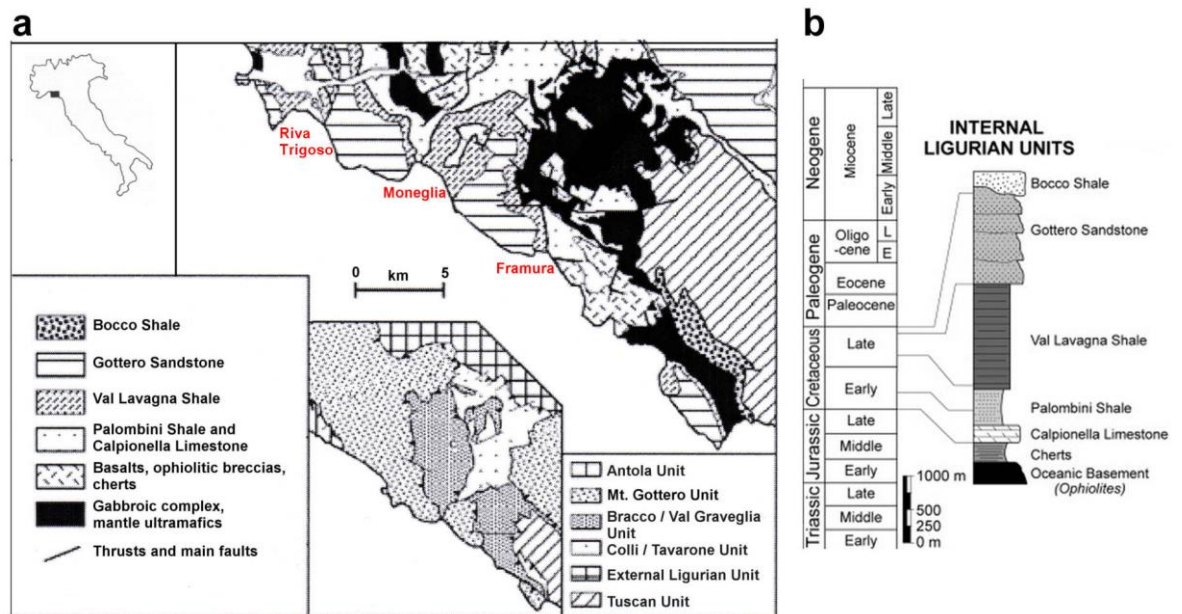 a
Riva
Trigoso
Moneglia
Framura
0 km 5
Bocco Shale
Gottero Sandstone
Val Lavagna Shale
Palombini Shale and
Calpionella Limestone
Basalts, ophiolitic breccias,
cherts
Gabbroic complex,
mantle ultramafics
Thrusts and main faults
Antola Unit
Mt. Gottero Unit
Bracco / Val Graveglia
Unit
Colli / Tavarone Unit
External Ligurian Unit
Tuscan Unit
b
INTERNAL
LIGURIAN UNITS
Neogene
Miocene
Late
Middle
Early
Paleogene
Oligo
-cene
L
E
Eocene
Paleocene
Cretaceous
Late
Early
Jurassic
Late
Middle
Early
Triassic
Late
Middle
Early
Bocco Shale
Gottero Sandstone
Val Lavagna Shale
Palombini Shale
Calpionella Limestone
Cherts
Oceanic Basement
(Ophiolites)
1000 m
500
250
0 m